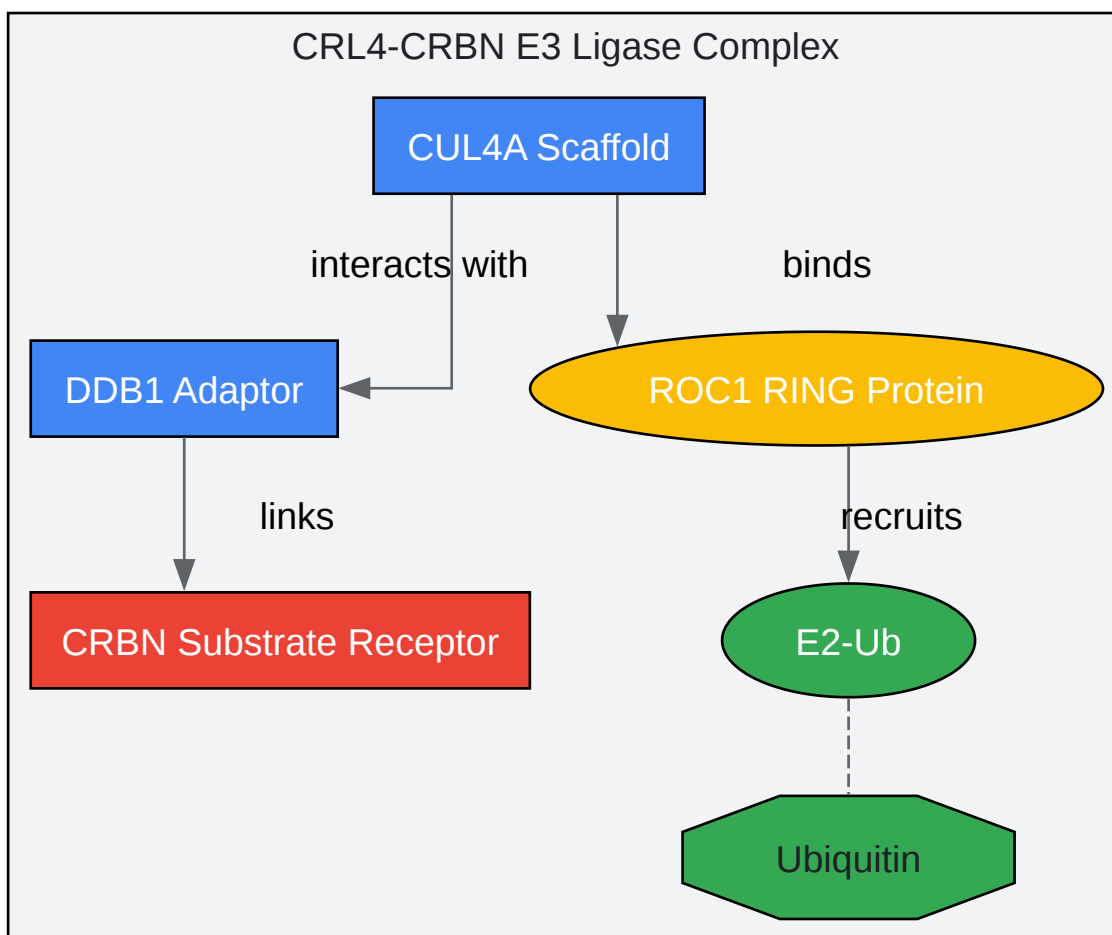 CRL4-CRBN E3 Ligase Complex
CUL4A Scaffold
interacts with
binds
DDB1 Adaptor
ROC1 RING Protein
links
recruits
CRBN Substrate Receptor
E2-Ub
Ubiquitin